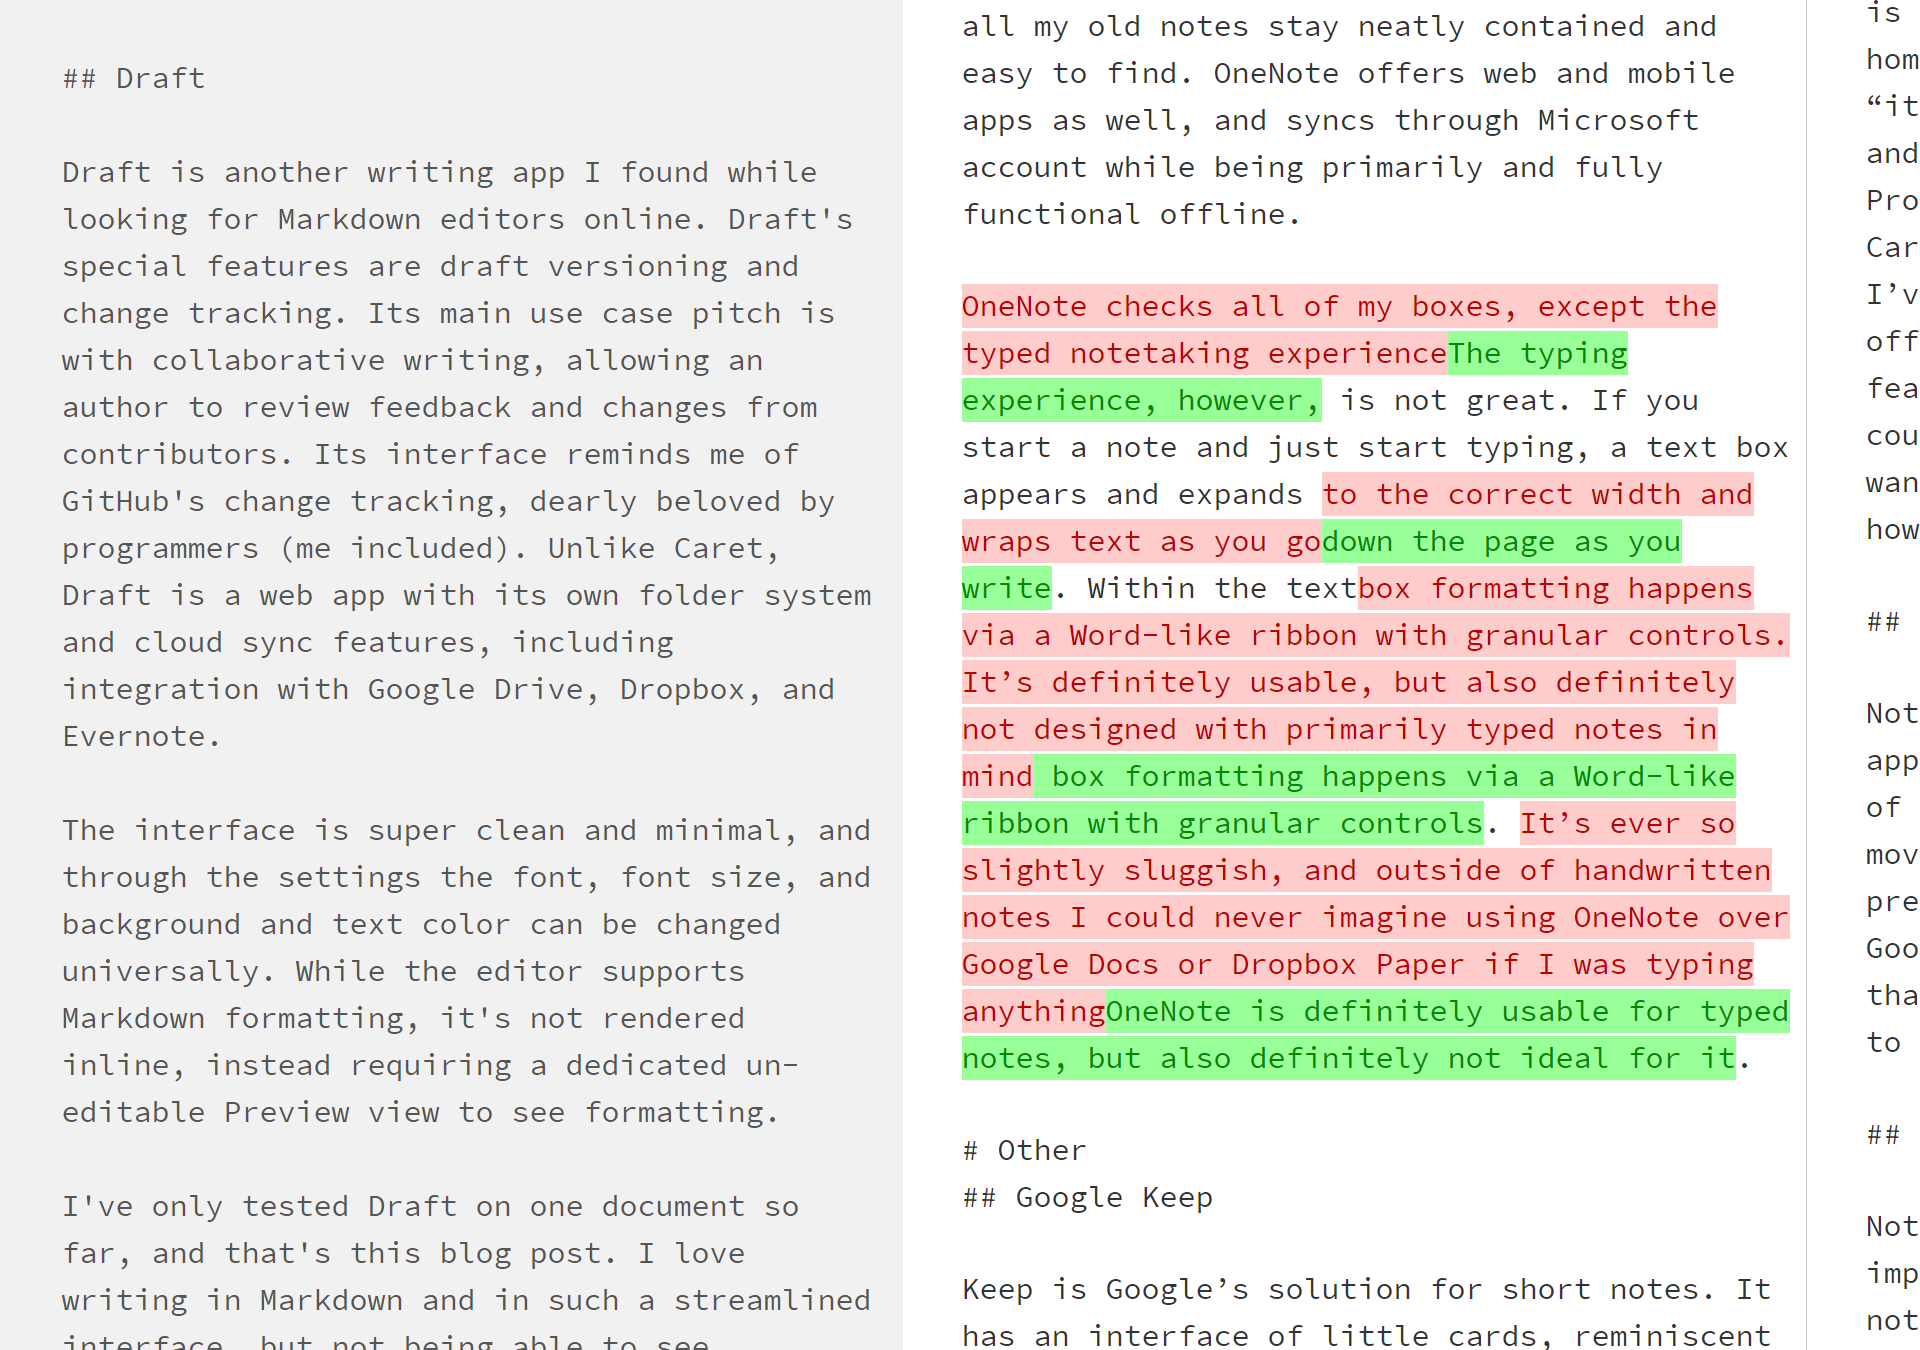 ## Draft
Draft is another writing app I found while
looking for Markdown editors online. Draft's
special features are draft versioning and
change tracking. Its main use case pitch is
with collaborative writing, allowing an
author to review feedback and changes from
contributors. Its interface reminds me of
GitHub's change tracking, dearly beloved by
programmers (me included). Unlike Caret,
Draft is a web app with its own folder system
and cloud sync features, including
integration with Google Drive, Dropbox, and
Evernote.
The interface is super clean and minimal, and
through the settings the font, font size, and
background and text color can be changed
universally. While the editor supports
Markdown formatting, it's not rendered
inline, instead requiring a dedicated un-
editable Preview view to see formatting.
I've only tested Draft on one document so
far, and that's this blog post. I love
writing in Markdown and in such a streamlined
interface, but not being able to see
all my old notes stay neatly contained and
easy to find. OneNote offers web and mobile
apps as well, and syncs through Microsoft
account while being primarily and fully
functional offline.
OneNote checks all of my boxes, except the
typed notetaking experienceThe typing
experience, however, is not great. If you
start a note and just start typing, a text box
appears and expands to the correct width and
wraps text as you godown the page as you
write. Within the textbox formatting happens
via a Word-like ribbon with granular controls.
It’s definitely usable, but also definitely
not designed with primarily typed notes in
mind box formatting happens via a Word-like
ribbon with granular controls. It’s ever so
slightly sluggish, and outside of handwritten
notes I could never imagine using OneNote over
Google Docs or Dropbox Paper if I was typing
anythingOneNote is definitely usable for typed
notes, but also definitely not ideal for it.
# Other
## Google Keep
Keep is Google’s solution for short notes. It
has an interface of little cards, reminiscent
is
hom
“it
and
Pro
Car
I’v
off
fea
cou
wan
how
##
Not
app
of
mov
pre
Goo
tha
to
##
Not
imp
not